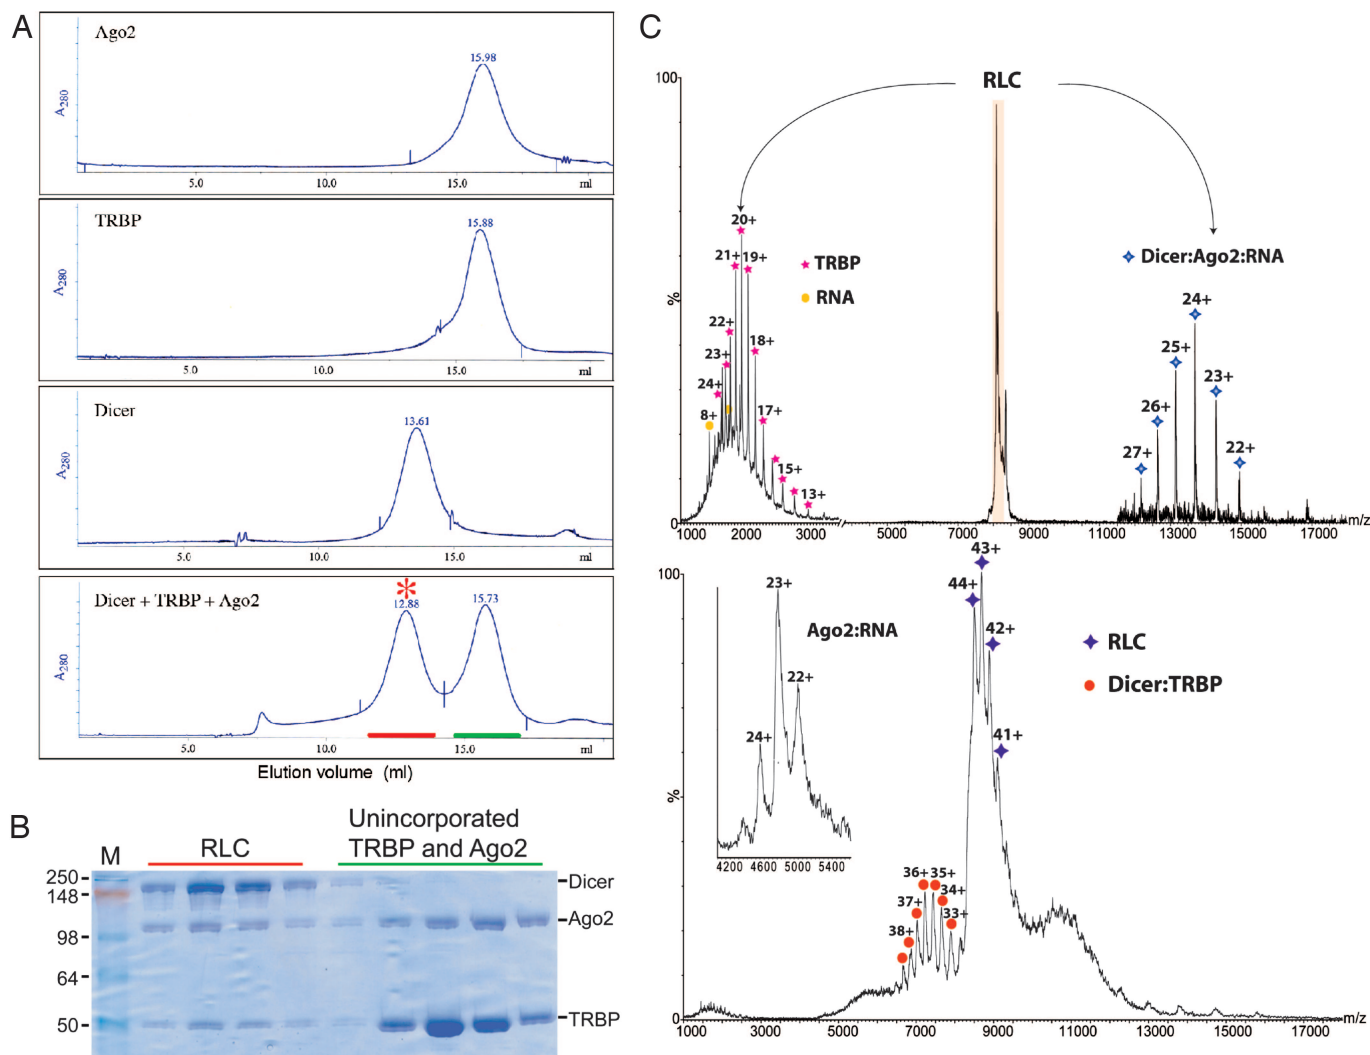 A
Ago2
15.98
A280
5.0 10.0 15.0 ml
TRBP
15.88
A280
5.0 10.0 15.0 ml
Dicer
13.61
A280
5.0 10.0 15.0 ml
Dicer + TRBP + Ago2
*
12.88 15.73
A280
5.0 10.0 15.0 ml
Elution volume (ml)
B
M
RLC
Unincorporated
TRBP and Ago2
250
148
98
64
50
Dicer
Ago2
TRBP
C
100
RLC
%
0
20+
21+ 19+
22+
18+
23+
24+
8+
17+
15+
13+
TRBP
RNA
Dicer:Ago2:RNA
24+
25+
23+
26+
22+
27+
1000 2000 3000 5000 7000 9000 11000 13000 15000 17000 m/z
100
%
0
43+
44+
42+
41+
RLC
Dicer:TRBP
Ago2:RNA
23+
22+
24+
4200 4600 5000 5400
36+ 35+
34+
37+
33+
38+
1000 3000 5000 7000 9000 11000 13000 15000 17000 m/z